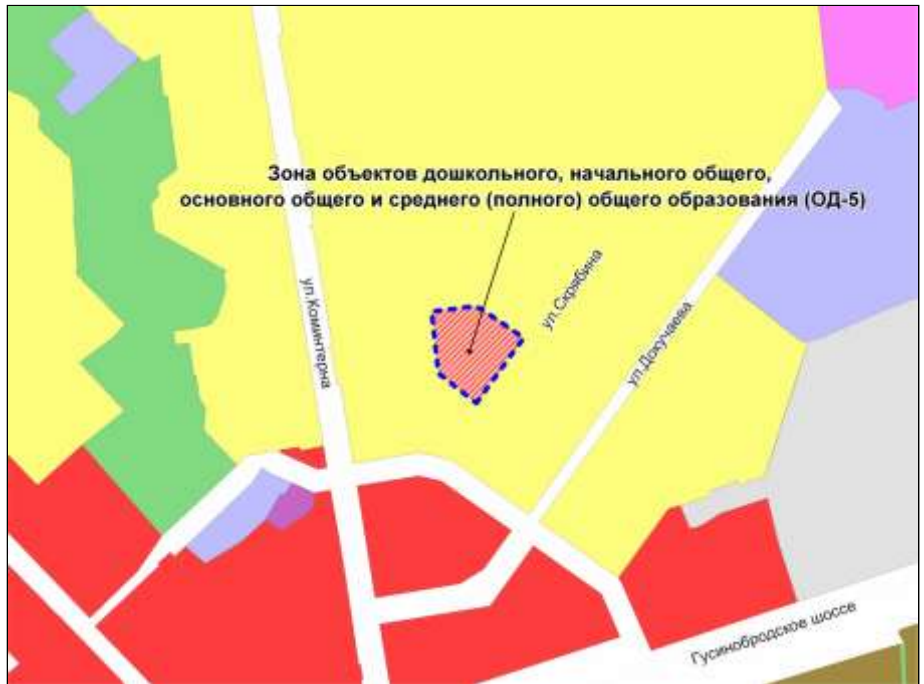 Зона объектов дошкольного, начального общего,
основного общего и среднего (полного) общего образования (ОД-5)
ул.Скрябина
ул.Коминтерна
ул.Докучаева
Гусинобродское шоссе